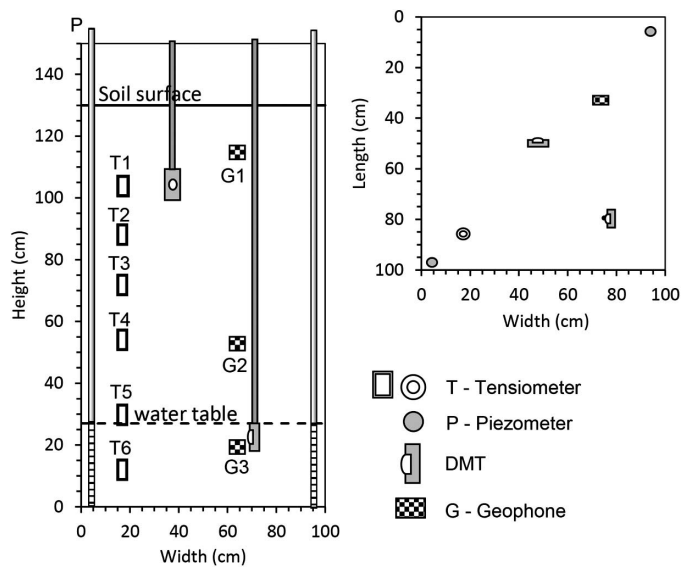 P
140
Soil surface
120
T1
G1
100
T2
80
T3
60
T4
G2
40
T5
water table
20
T6
G3
0
0 20 40 60 80 100
Height (cm)
Width (cm)
0
20
40
60
80
100
0 20 40 60 80 100
Length (cm)
Width (cm)
T - Tensiometer
P - Piezometer
DMT
G - Geophone